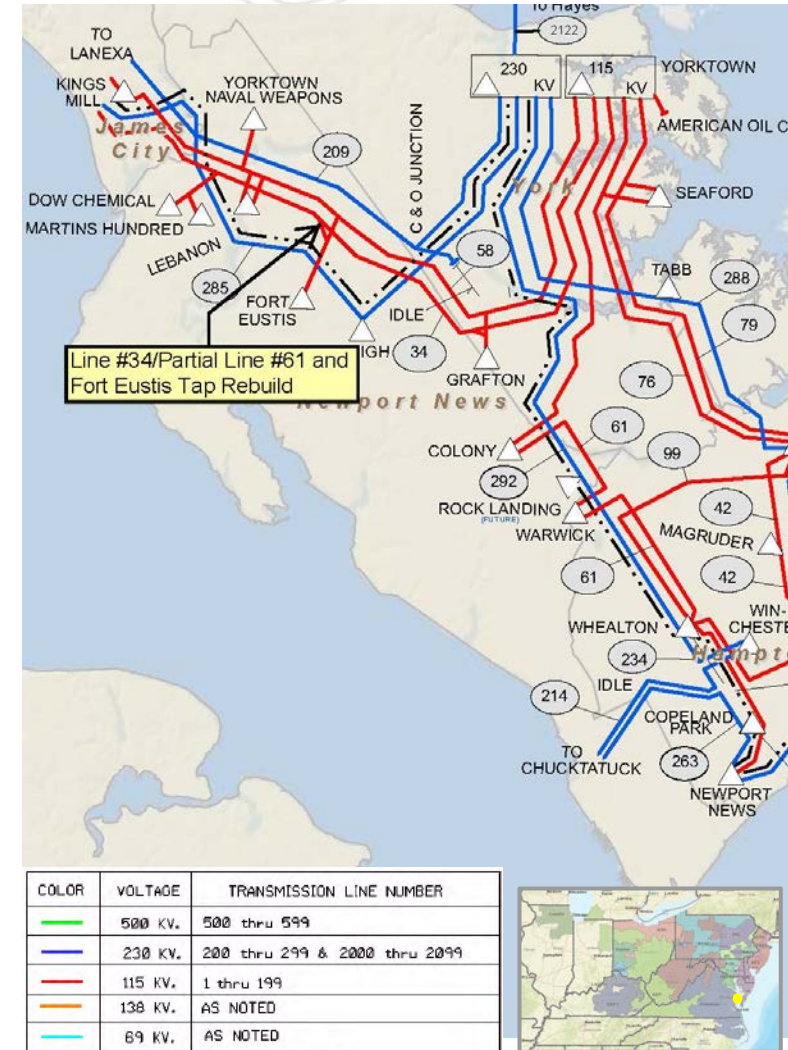 To Hayes
2122
TO
LANEXA
KINGS
MILL
James
City
YORKTOWN
NAVAL WEAPONS
209
C & O JUNCTION
230
KV
115
KV
YORKTOWN
AMERICAN OIL C
York
SEAFORD
DOW CHEMICAL
MARTINS HUNDRED
LEBANON
285
FORT
EUSTIS
58
IDLE
TABB
288
79
Line #34/Partial Line #61 and
Fort Eustis Tap Rebuild
IGH
34
GRAFTON
76
Newport News
61
COLONY
99
292
ROCK LANDING
(FUTURE)
WARWICK
42
MAGRUDER
42
61
WIN-
CHESTE
WHEALTON
Hampto
234
IDLE
214
COPELAND
PARK
TO
CHUCKTATUCK
263
NEWPORT
NEWS
COLOR VOLTAGE TRANSMISSION LINE NUMBER
500 KV. 500 thru 599
230 KV. 200 thru 299 & 2000 thru 2099
115 KV. 1 thru 199
138 KV. AS NOTED
69 KV. AS NOTED